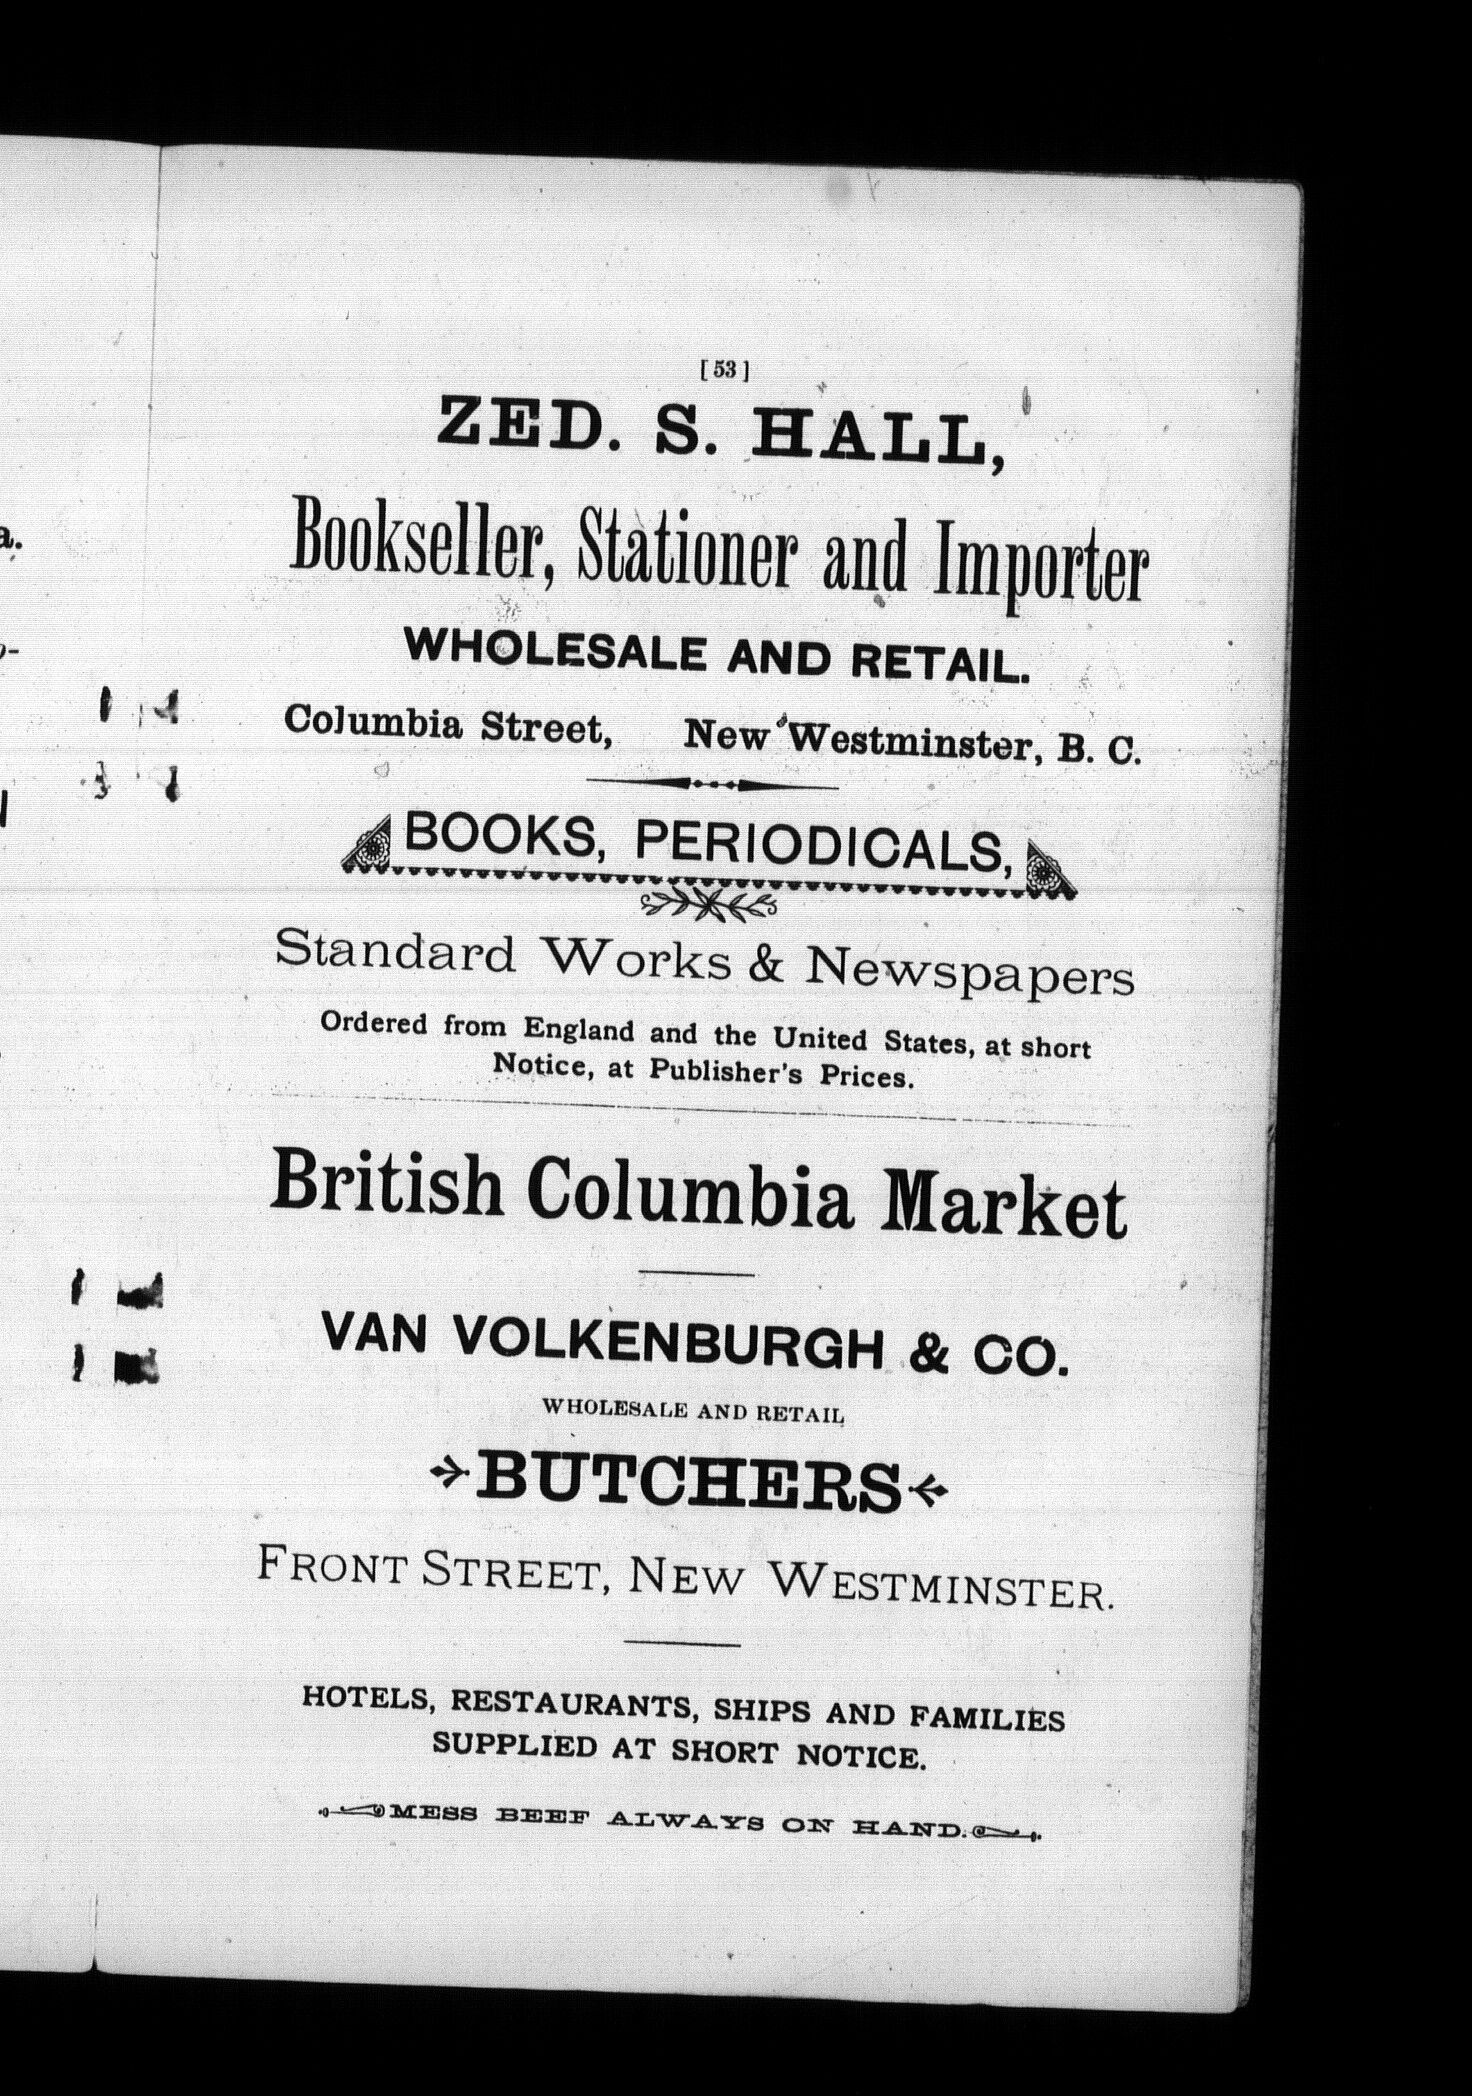 [ 53 ]
ZED. S. HALL,
Bookseller, Stationer and Importer
WHOLESALE AND RETAIL.
Columbia Street, New Westminster, B. C.
BOOKS, PERIODICALS,
Standard Works & Newspapers
Ordered from England and the United States, at short
Notice, at Publisher's Prices.
British Columbia Market
VAN VOLKENBURGH & CO.
WHOLESALE AND RETAIL
BUTCHERS
FRONT STREET, NEW WESTMINSTER.
HOTELS, RESTAURANTS, SHIPS AND FAMILIES
SUPPLIED AT SHORT NOTICE.
MESS BEEF ALWAYS ON HAND.